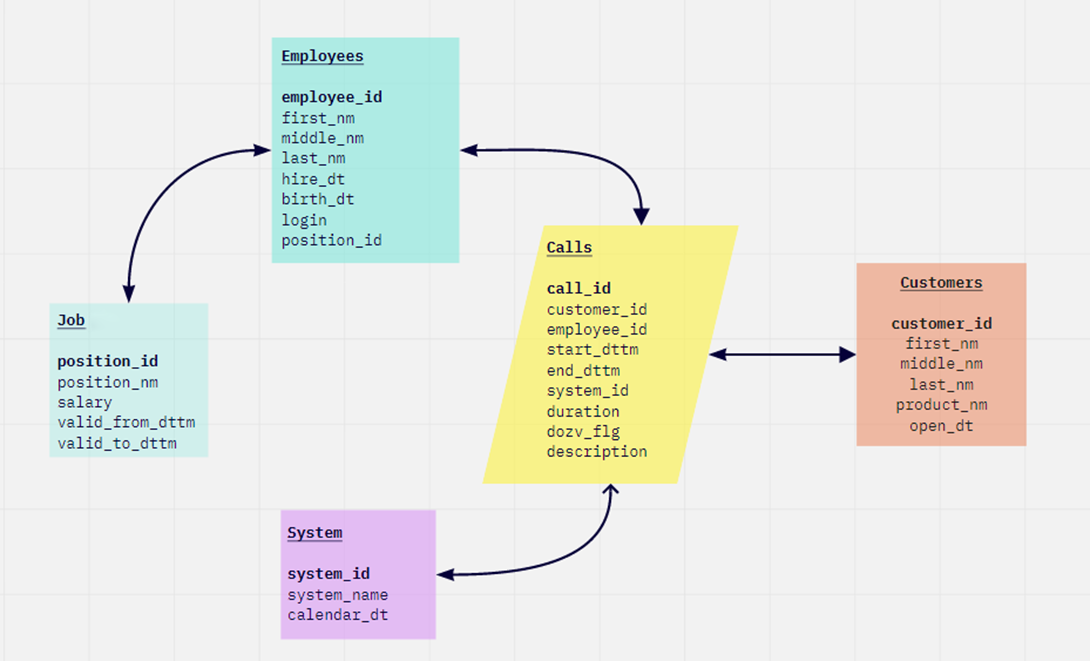 Employees
employee_id
first_nm
middle_nm
last_nm
hire_dt
birth_dt
login
position_id
Job
position_id
position_nm
salary
valid_from_dttm
valid_to_dttm
Calls
call_id
customer_id
employee_id
start_dttm
end_dttm
system_id
duration
dozv_flg
description
Customers
customer_id
first_nm
middle_nm
last_nm
product_nm
open_dt
System
system_id
system_name
calendar_dt